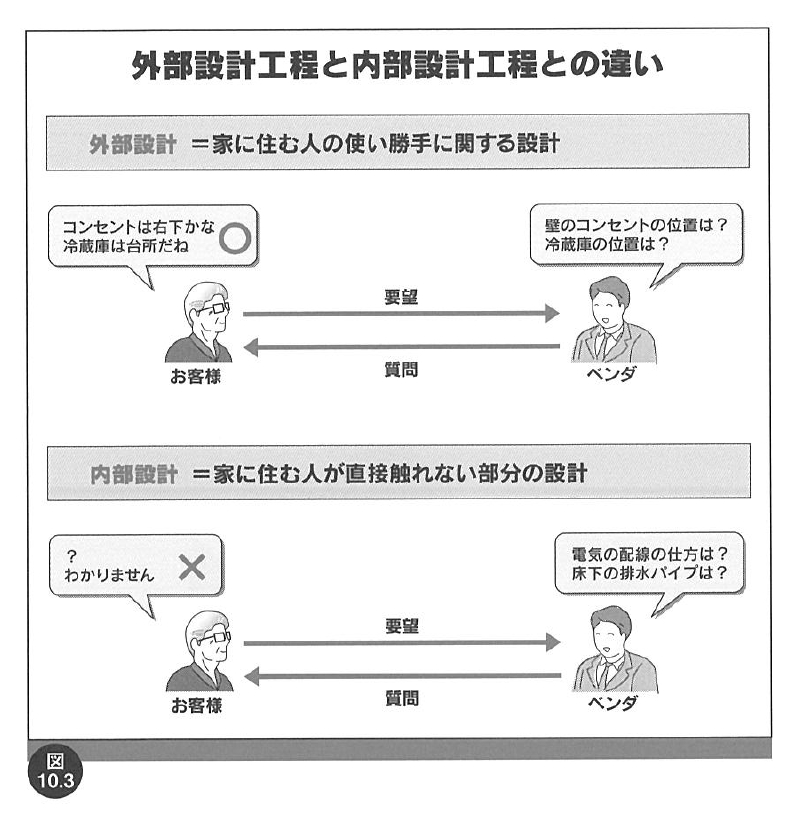 外部設計工程と内部設計工程との違い
外部設計 =家に住む人の使い勝手に関する設計
コンセントは右下かな
冷蔵庫は台所だね
壁のコンセントの位置は？
冷蔵庫の位置は？
要望
質問
お客様
ベンダ
内部設計 =家に住む人が直接触れない部分の設計
？
わかりません
電気の配線の仕方は？
床下の排水パイプは？
要望
質問
お客様
ベンダ
図
10.3